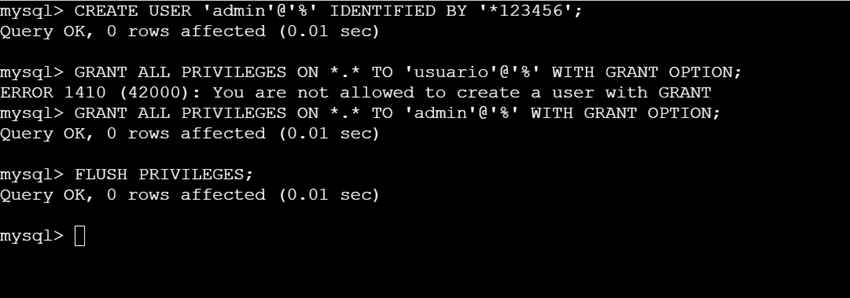 mysql> CREATE USER 'admin'@'%' IDENTIFIED BY '*123456';
Query OK, 0 rows affected (0.01 sec)
mysql> GRANT ALL PRIVILEGES ON *.* TO 'usuario'@'%' WITH GRANT OPTION;
ERROR 1410 (42000): You are not allowed to create a user with GRANT
mysql> GRANT ALL PRIVILEGES ON *.* TO 'admin'@'%' WITH GRANT OPTION;
Query OK, 0 rows affected (0.01 sec)
mysql> FLUSH PRIVILEGES;
Query OK, 0 rows affected (0.01 sec)
mysql>